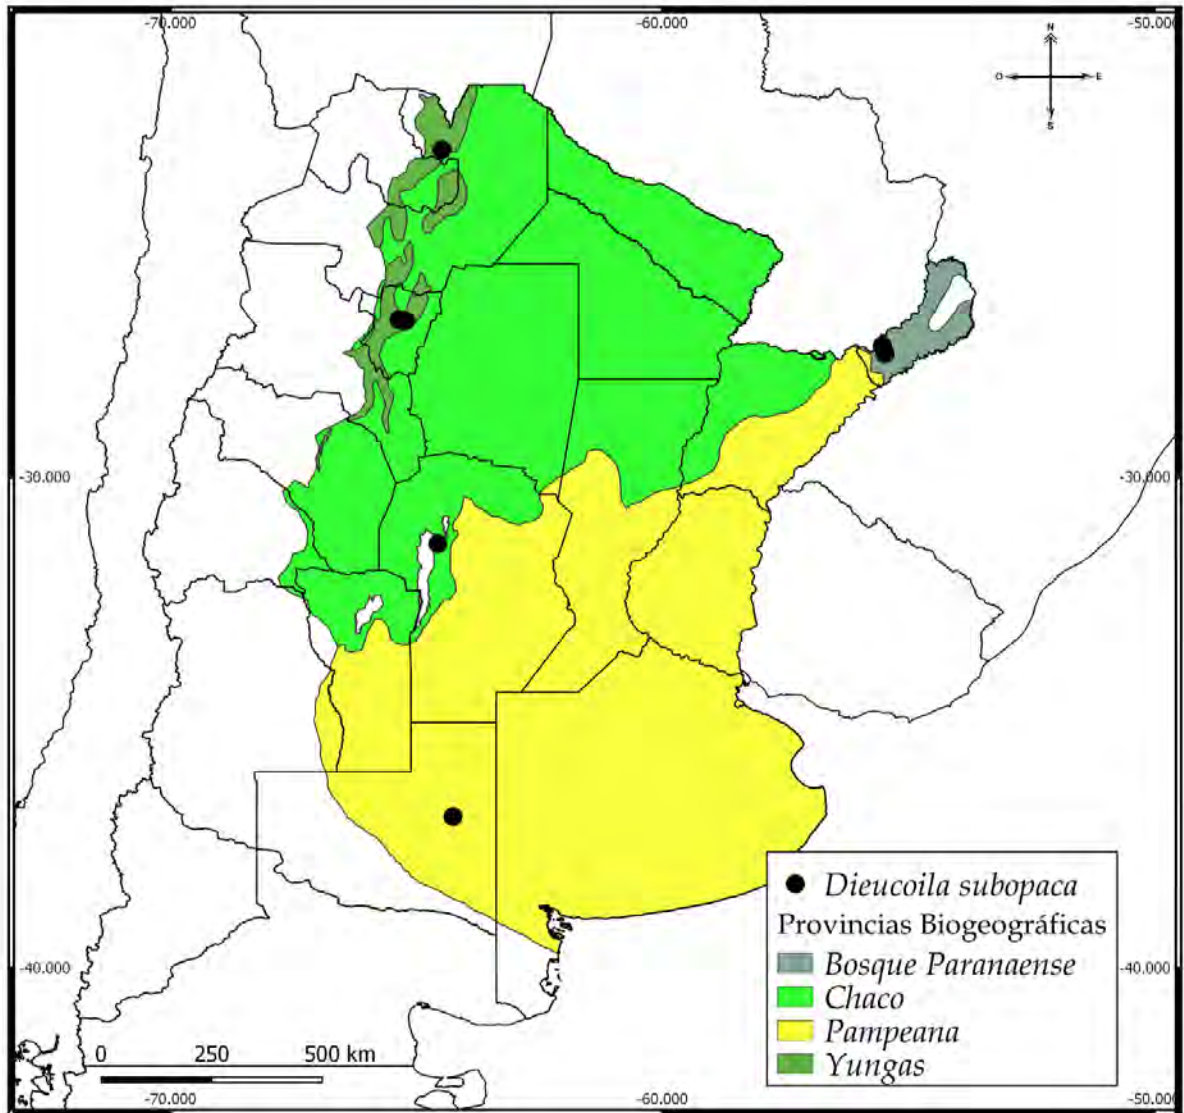 -70.000
-60.000
-50.000
N
O
E
S
-30.000
-30.000
Dieucoila subopaca
Provincias Biogeográficas
Bosque Paranaense
Chaco
Pampeana
Yungas
-40.000
-40.000
0 250 500 km
-70.000
-60.000
-50.000